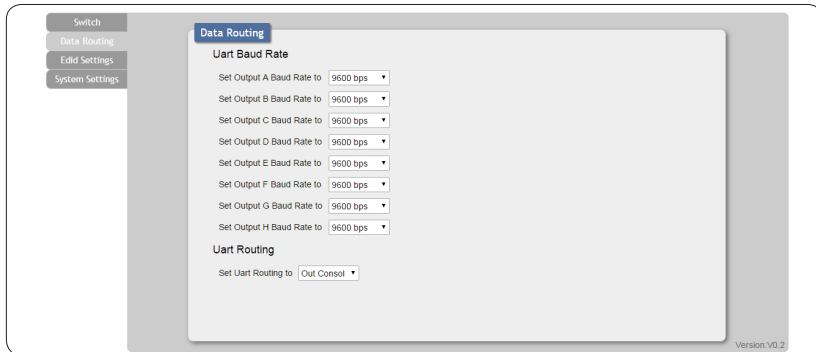 Switch
Data Routing
Edid Settings
System Settings
Data Routing
Uart Baud Rate
Set Output A Baud Rate to 9600 bps
Set Output B Baud Rate to 9600 bps
Set Output C Baud Rate to 9600 bps
Set Output D Baud Rate to 9600 bps
Set Output E Baud Rate to 9600 bps
Set Output F Baud Rate to 9600 bps
Set Output G Baud Rate to 9600 bps
Set Output H Baud Rate to 9600 bps
Uart Routing
Set Uart Routing to Out Consol
Version:V0.2